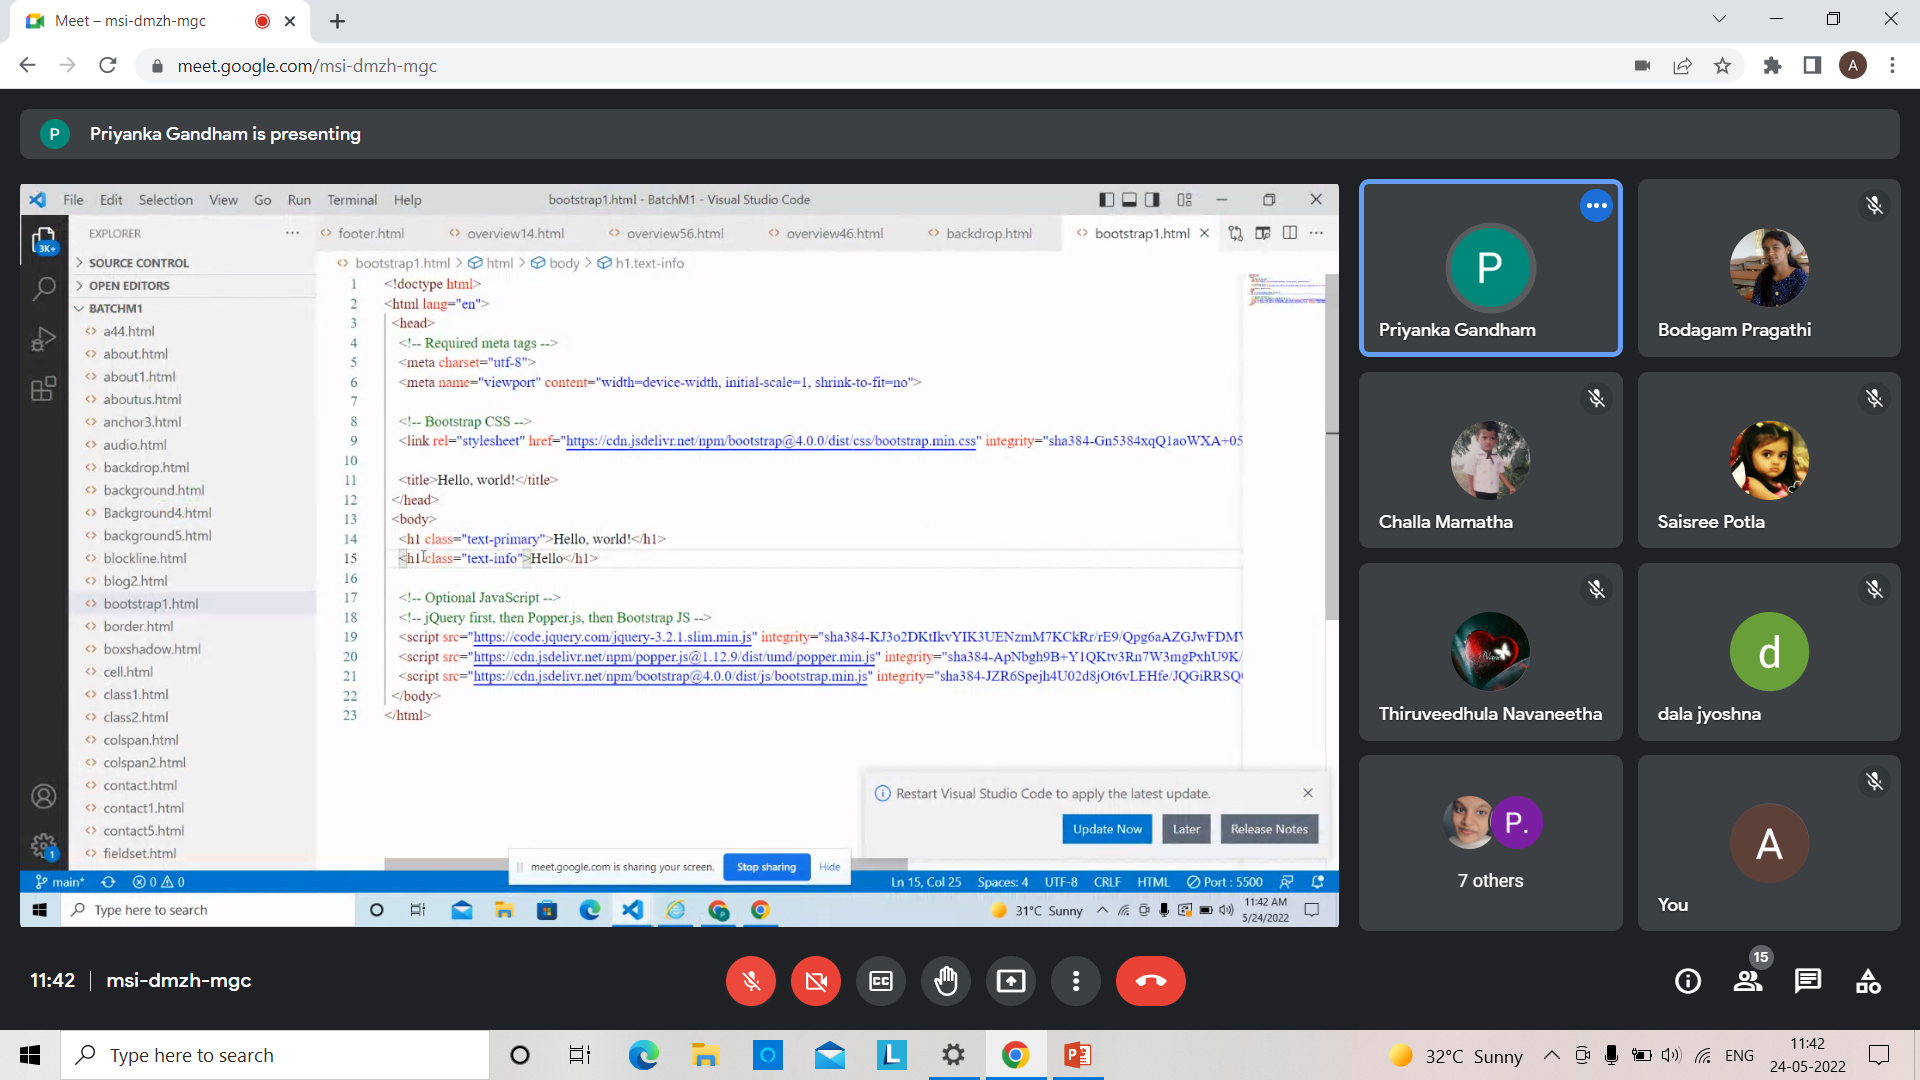 Meet – msi-dmzh-mgc
meet.google.com/msi-dmzh-mgc
A
P
Priyanka Gandham is presenting
File Edit Selection View Go Run Terminal Help
bootstrap1.html - BatchM1 - Visual Studio Code
3K+
EXPLORER
footer.html
overview14.html
overview56.html
overview46.html
backdrop.html
bootstrap1.html
bootstrap1.html > html > body > h1.text-info
SOURCE CONTROL
OPEN EDITORS
BATCHM1
a44.html
about.html
about1.html
aboutus.html
anchor3.html
audio.html
backdrop.html
background.html
Background4.html
background5.html
blockline.html
blog2.html
bootstrap1.html
border.html
boxshadow.html
cell.html
class1.html
class2.html
colspan.html
colspan2.html
contact.html
contact1.html
contact5.html
fieldset.html
1 <!doctype html>
2 <html lang="en">
3 <head>
4 <!-- Required meta tags -->
5 <meta charset="utf-8">
6 <meta name="viewport" content="width=device-width, initial-scale=1, shrink-to-fit=no">
7
8 <!-- Bootstrap CSS -->
9 <link rel="stylesheet" href="https://cdn.jsdelivr.net/npm/bootstrap@4.0.0/dist/css/bootstrap.min.css" integrity="sha384-Gn5384xqQ1aoWXA+05
10
11 <title>Hello, world!</title>
12 </head>
13 <body>
14 <h1 class="text-primary">Hello, world!</h1>
15 <h1 class="text-info">Hello</h1>
16
17 <!-- Optional JavaScript -->
18 <!-- jQuery first, then Popper.js, then Bootstrap JS -->
19 <script src="https://code.jquery.com/jquery-3.2.1.slim.min.js" integrity="sha384-KJ3o2DKtIkvYIK3UENzmM7KCkRr/rE9/Qpg6aAZGJwFDMV
20 <script src="https://cdn.jsdelivr.net/npm/popper.js@1.12.9/dist/umd/popper.min.js" integrity="sha384-ApNbgh9B+Y1QKtv3Rn7W3mgPxhU9K/
21 <script src="https://cdn.jsdelivr.net/npm/bootstrap@4.0.0/dist/js/bootstrap.min.js" integrity="sha384-JZR6Spejh4U02d8jOt6vLEHfe/JQGiRRSQ
22 </body>
23 </html>
Restart Visual Studio Code to apply the latest update.
Update Now
Later
Release Notes
meet.google.com is sharing your screen.
Stop sharing
Hide
1
main*
0 0
Ln 15, Col 25
Spaces: 4
UTF-8
CRLF
HTML
Port : 5500
Type here to search
31°C Sunny
11:42 AM
5/24/2022
P
Priyanka Gandham
Bodagam Pragathi
Challa Mamatha
Saisree Potla
Thiruveedhula Navaneetha
d
dala jyoshna
P.
7 others
A
You
11:42
msi-dmzh-mgc
CC
15
Type here to search
L
P
32°C Sunny
ENG
11:42
24-05-2022